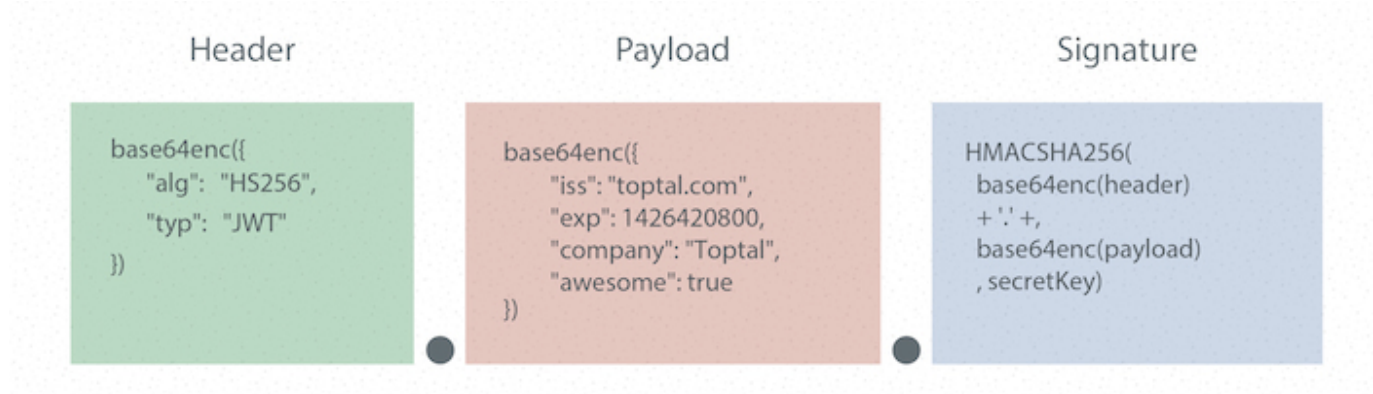 Header
base64enc({
"alg": "HS256",
"typ": "JWT"
})
Payload
base64enc({
"iss": "toptal.com",
"exp": 1426420800,
"company": "Toptal",
"awesome": true
})
Signature
HMACSHA256(
base64enc(header)
+ '.' +,
base64enc(payload)
, secretKey)